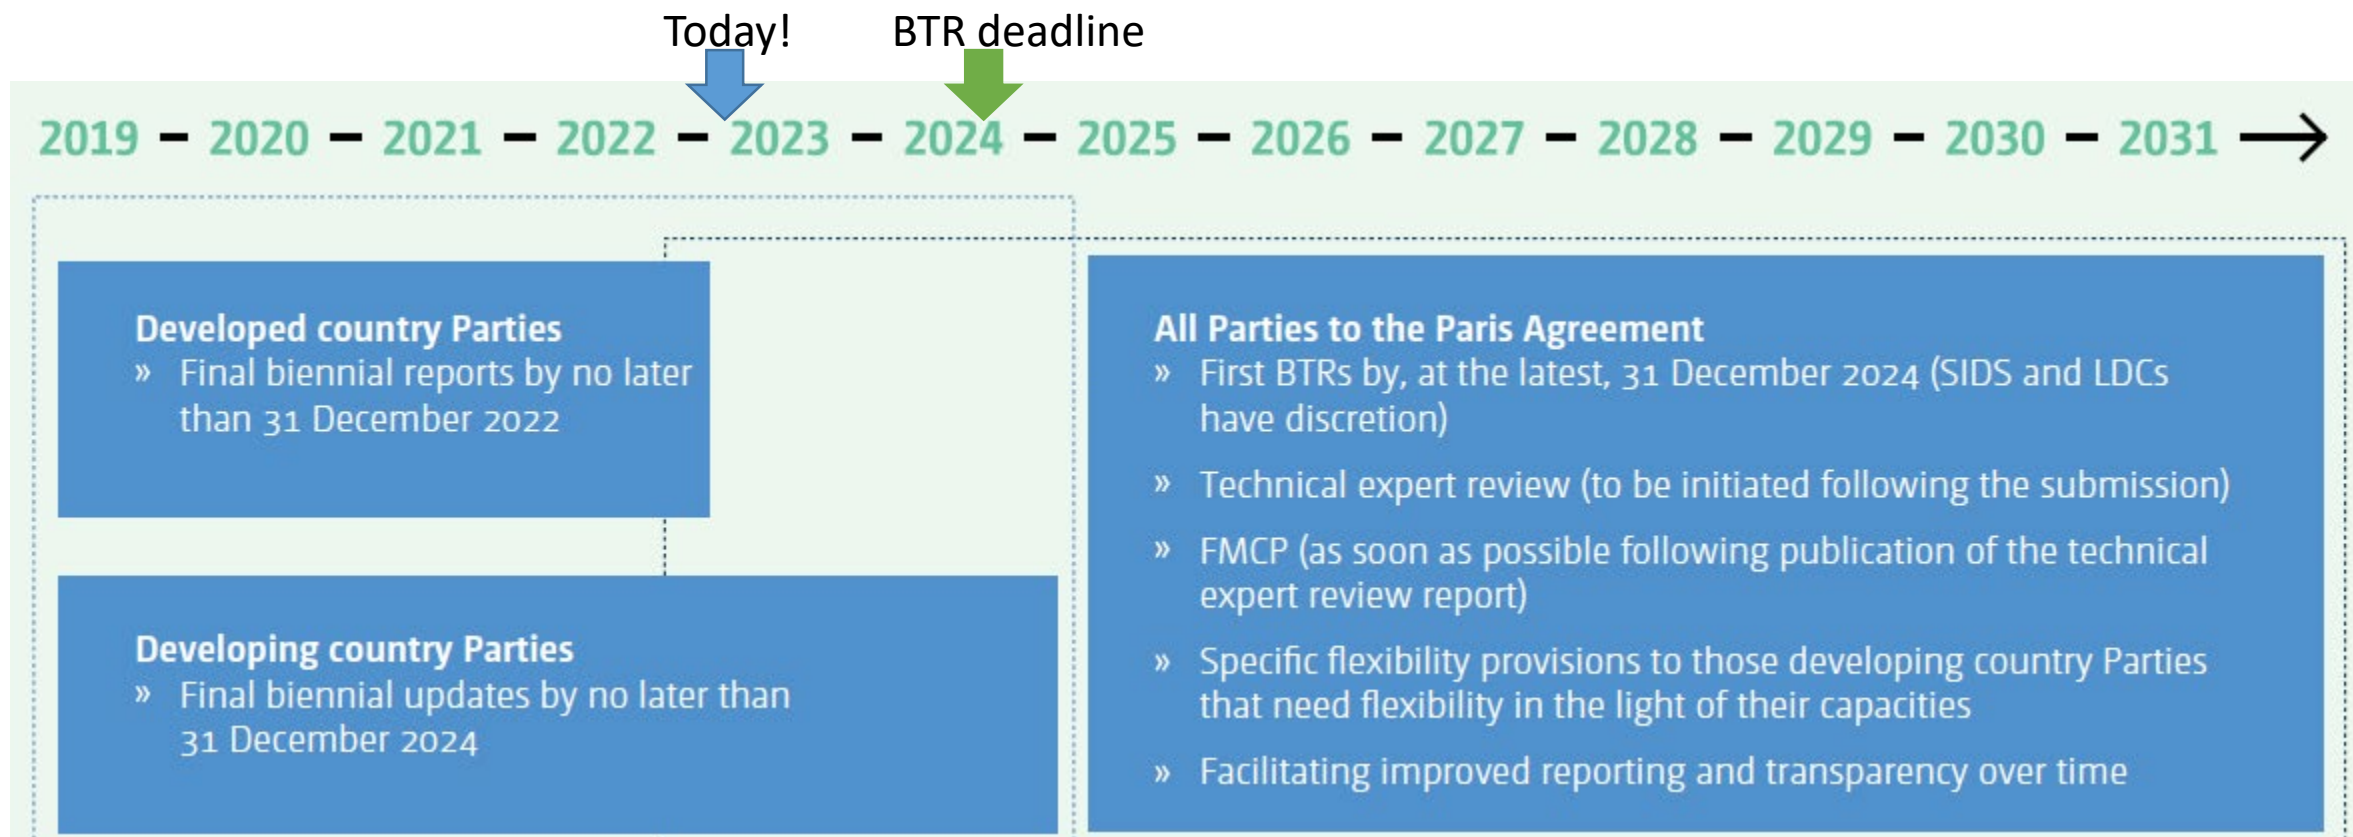 Today! BTR deadline
2019 – 2020 – 2021 – 2022 – 2023 – 2024 – 2025 – 2026 – 2027 – 2028 – 2029 – 2030 – 2031
Developed country Parties
» Final biennial reports by no later
than 31 December 2022
Developing country Parties
» Final biennial updates by no later than
31 December 2024
All Parties to the Paris Agreement
» First BTRs by, at the latest, 31 December 2024 (SIDS and LDCs
have discretion)
» Technical expert review (to be initiated following the submission)
» FMCP (as soon as possible following publication of the technical
expert review report)
» Specific flexibility provisions to those developing country Parties
that need flexibility in the light of their capacities
» Facilitating improved reporting and transparency over time